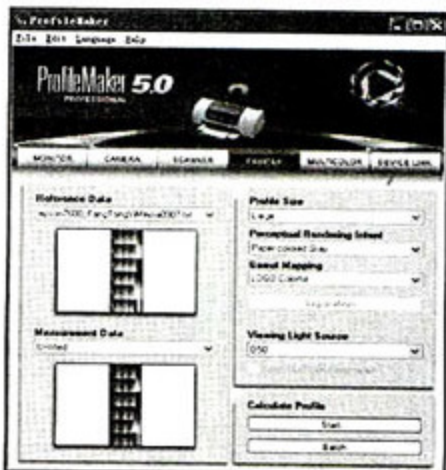 ProfileMaker
File Edit Language Help
ProfileMaker 5.0
PROFESSIONAL
MONITOR CAMERA SCANNER PRINTER MULTICOLOR DEVICE LINK
Reference Data
Profile Size
Large
Perceptual Rendering Intent
Paper-colored Gray
Gamut Mapping
LOGO Colorful
Measurement Data
Untitled
Viewing Light Source
D50
Calculate Profile
Start
Batch